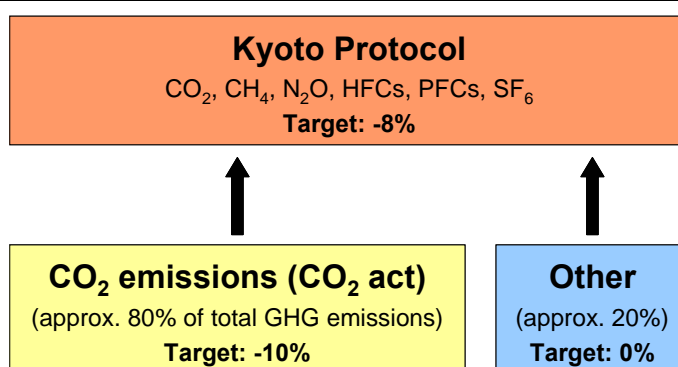 Kyoto Protocol
CO₂, CH₄, N₂O, HFCs, PFCs, SF₆
Target: -8%
CO₂ emissions (CO₂ act)
(approx. 80% of total GHG emissions)
Target: -10%
Other
(approx. 20%)
Target: 0%